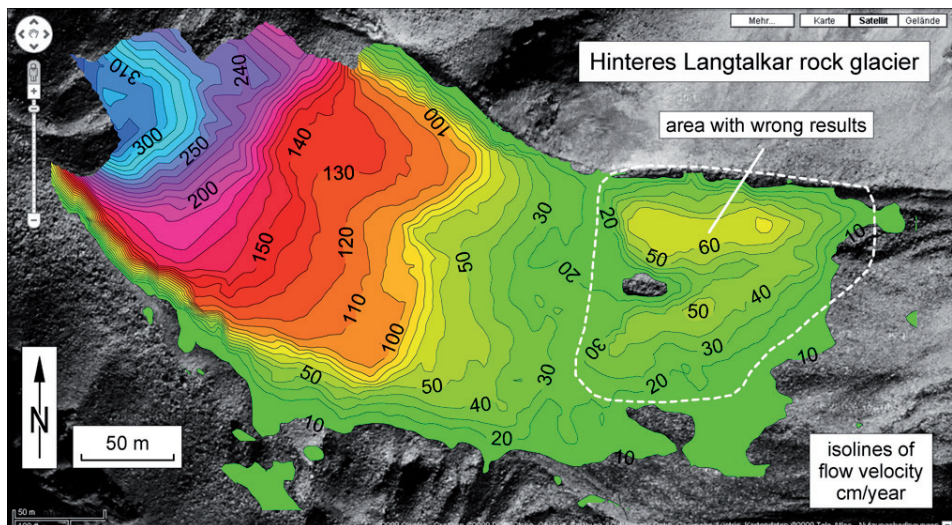 Mehr...
Karte
Satellit
Gelände
Hinteres Langtalkar rock glacier
area with wrong results
310
300
250
240
200
150
140
130
120
110
100
100
50
50
50
40
30
30
20
20
10
10
20
60
50
50
40
30
30
20
10
10
N
50 m
isolines of
flow velocity
cm/year
50 m